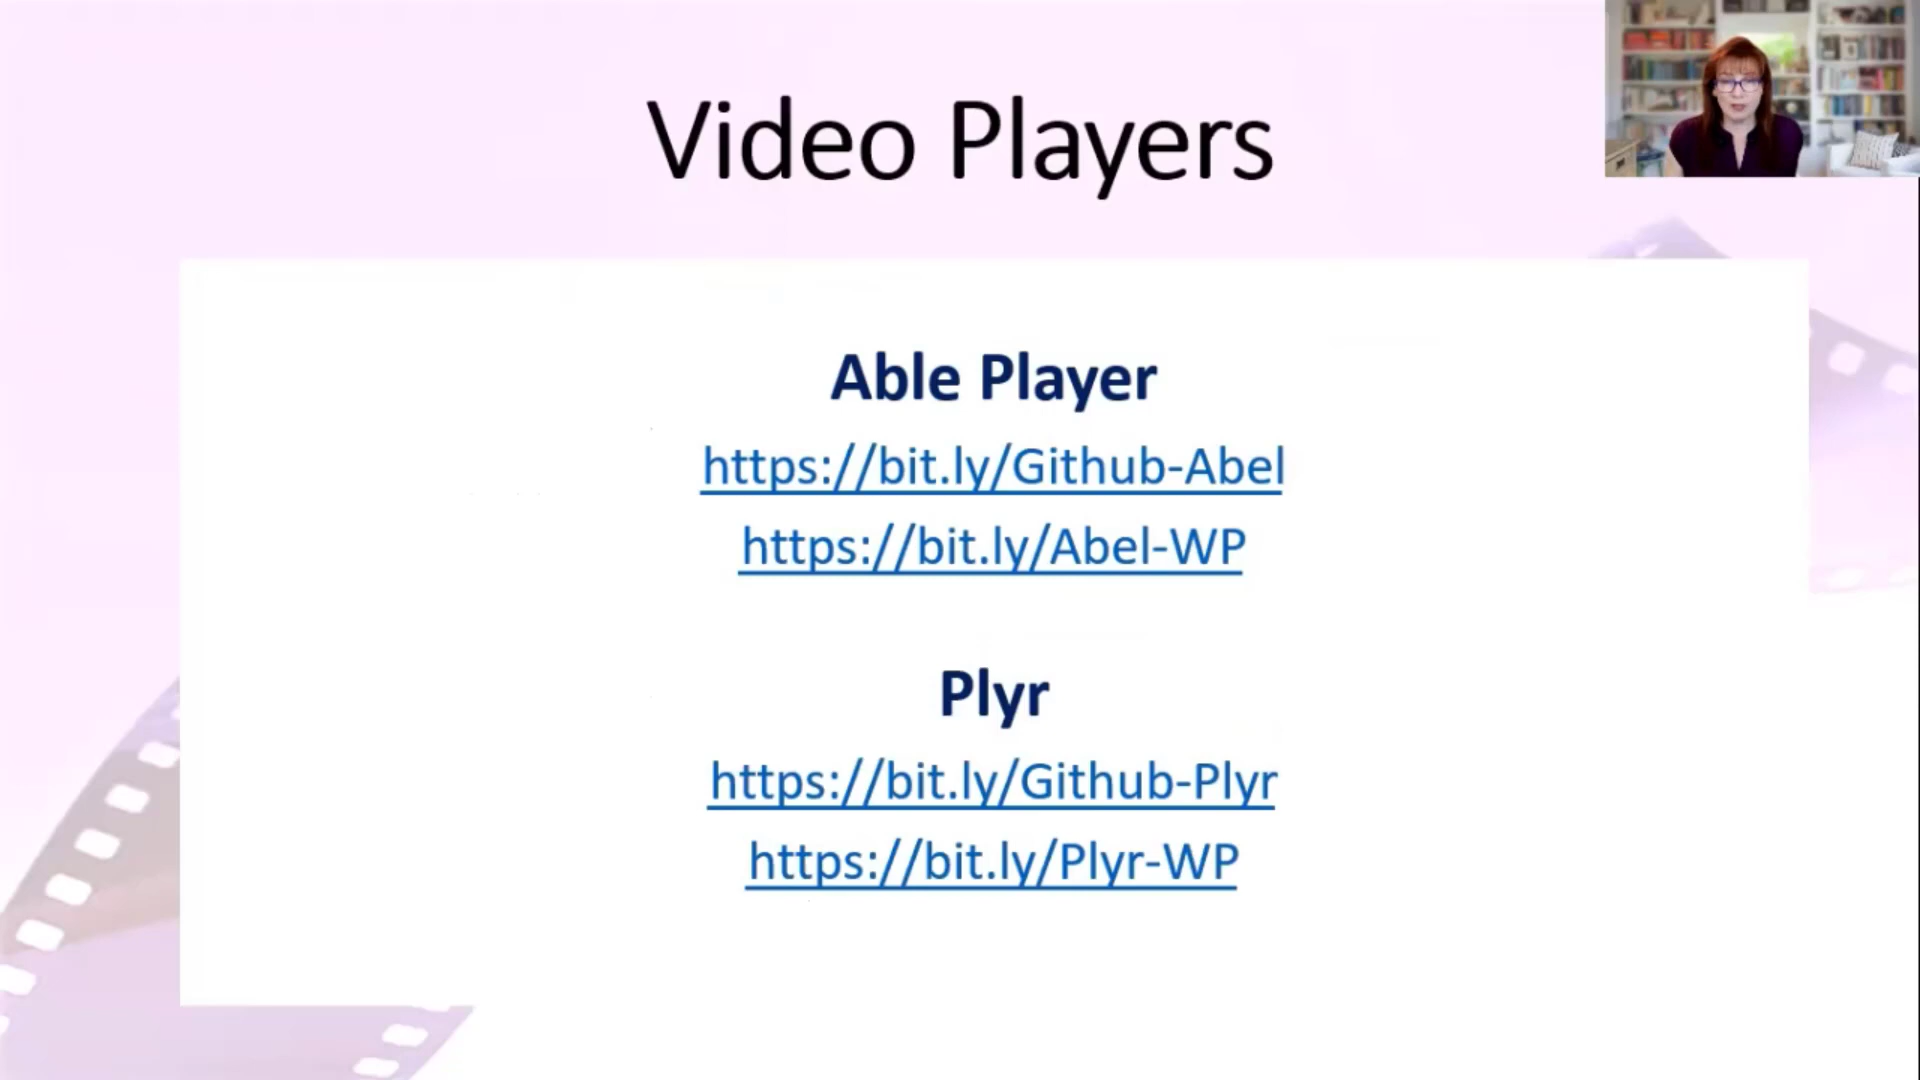 Video Players
Able Player
https://bit.ly/Github-Abel
https://bit.ly/Abel-WP
Plyr
https://bit.ly/Github-Plyr
https://bit.ly/Plyr-WP